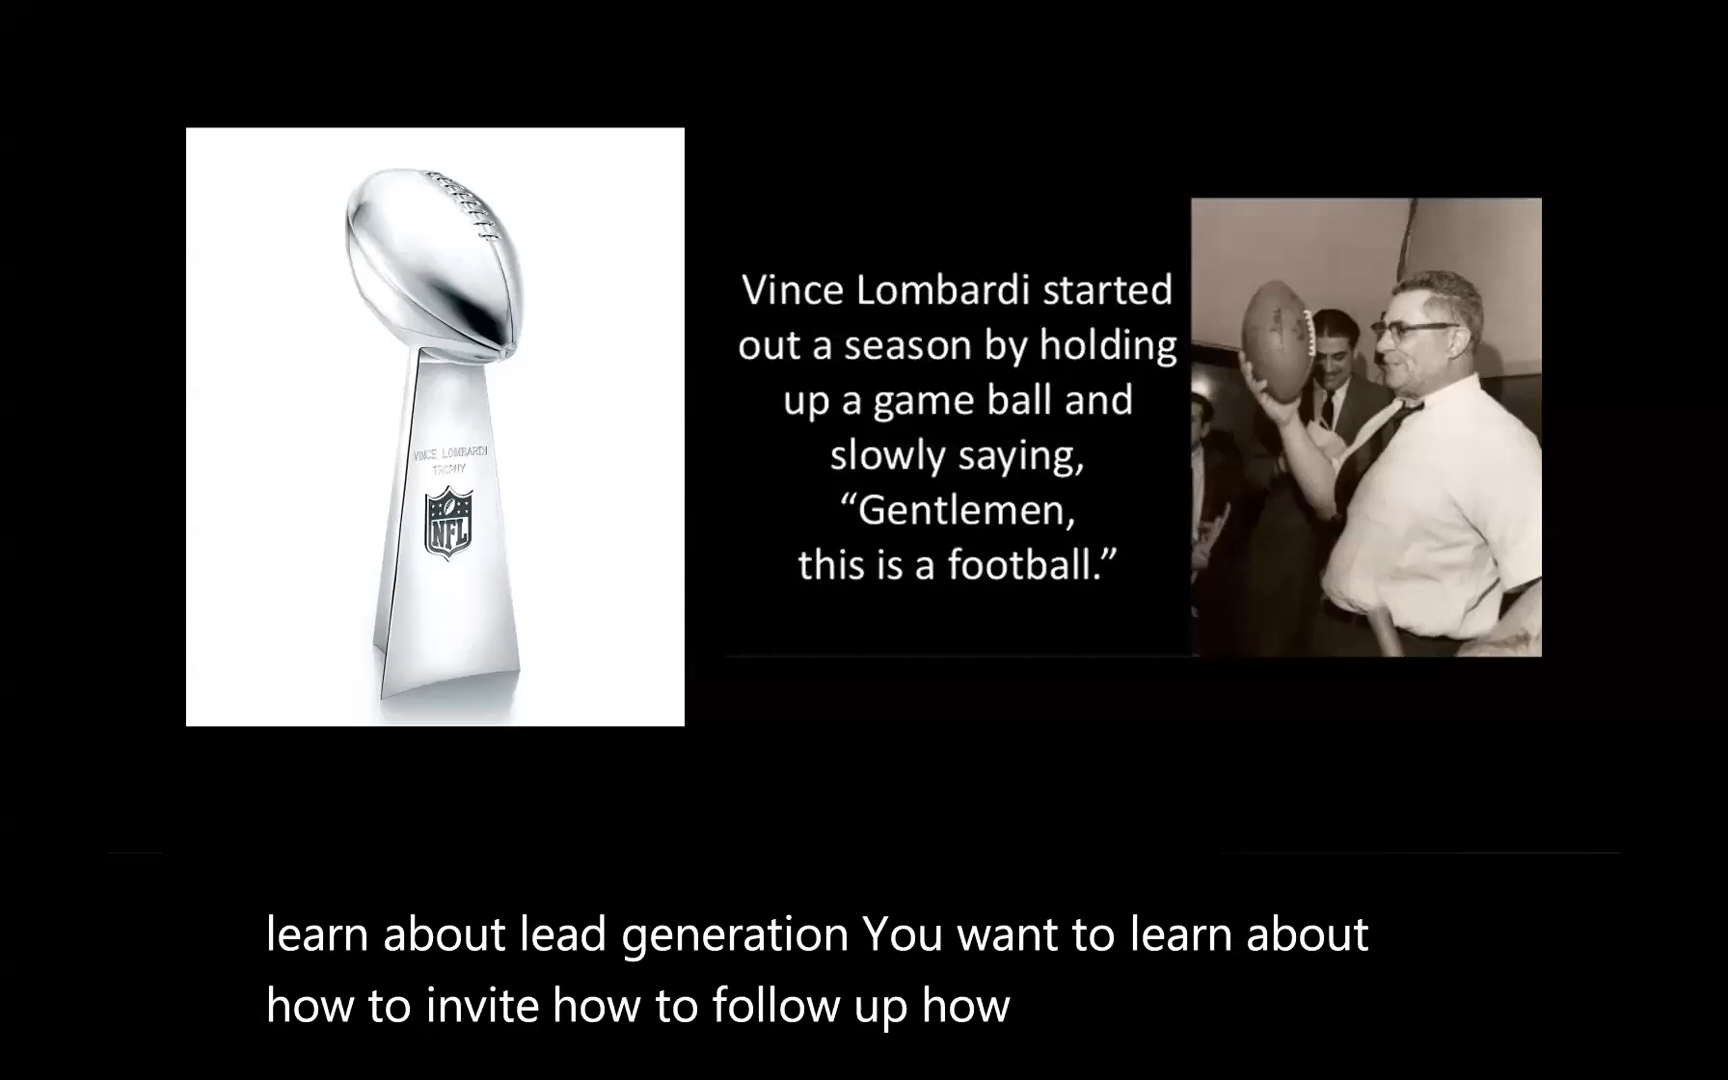 VINCE LOMBARDI
TROPHY
NFL
Vince Lombardi started
out a season by holding
up a game ball and
slowly saying,
“Gentlemen,
this is a football.”
learn about lead generation You want to learn about
how to invite how to follow up how